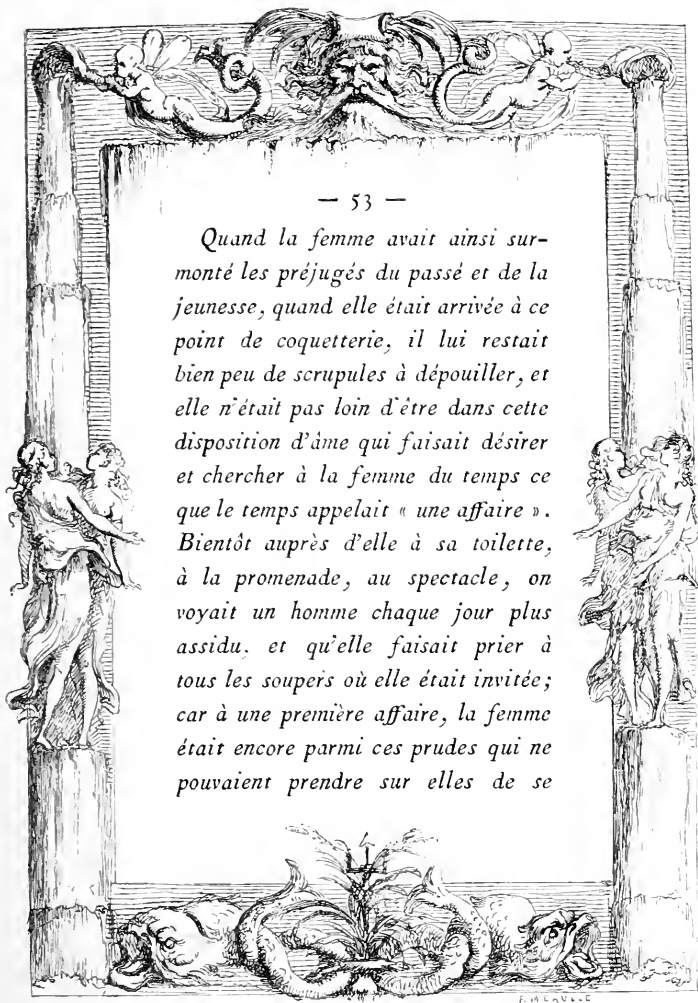 — 53 —
Quand la femme avait ainsi sur-
monté les préjugés du passé et de la
jeunesse, quand elle était arrivée à ce
point de coquetterie, il lui restait
bien peu de scrupules à dépouiller, et
elle n'était pas loin d'être dans cette
disposition d'âme qui faisait désirer
et chercher à la femme du temps ce
que le temps appelait « une affaire ».
Bientôt auprès d'elle à sa toilette,
à la promenade, au spectacle, on
voyait un homme chaque jour plus
assidu, et qu'elle faisait prier à
tous les soupers où elle était invitée;
car à une première affaire, la femme
était encore parmi ces prudes qui ne
pouvaient prendre sur elles de se